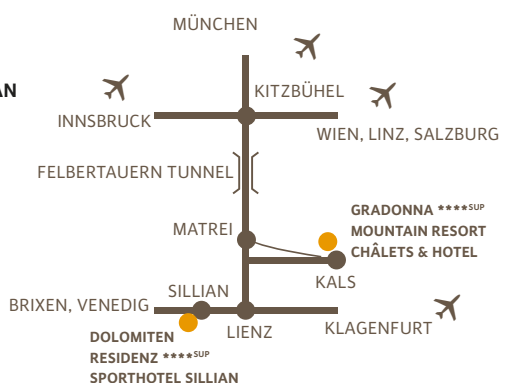 MÜNCHEN
AN
KITZBÜHEL
INNSBRUCK
WIEN, LINZ, SALZBURG
FELBERTAUERN TUNNEL
GRADONNA ****SUP
MOUNTAIN RESORT
CHÂLETS & HOTEL
MATREI
KALS
SILLIAN
BRIXEN, VENEDIG
LIENZ
KLAGENFURT
DOLOMITEN
RESIDENZ ****SUP
SPORTHOTEL SILLIAN